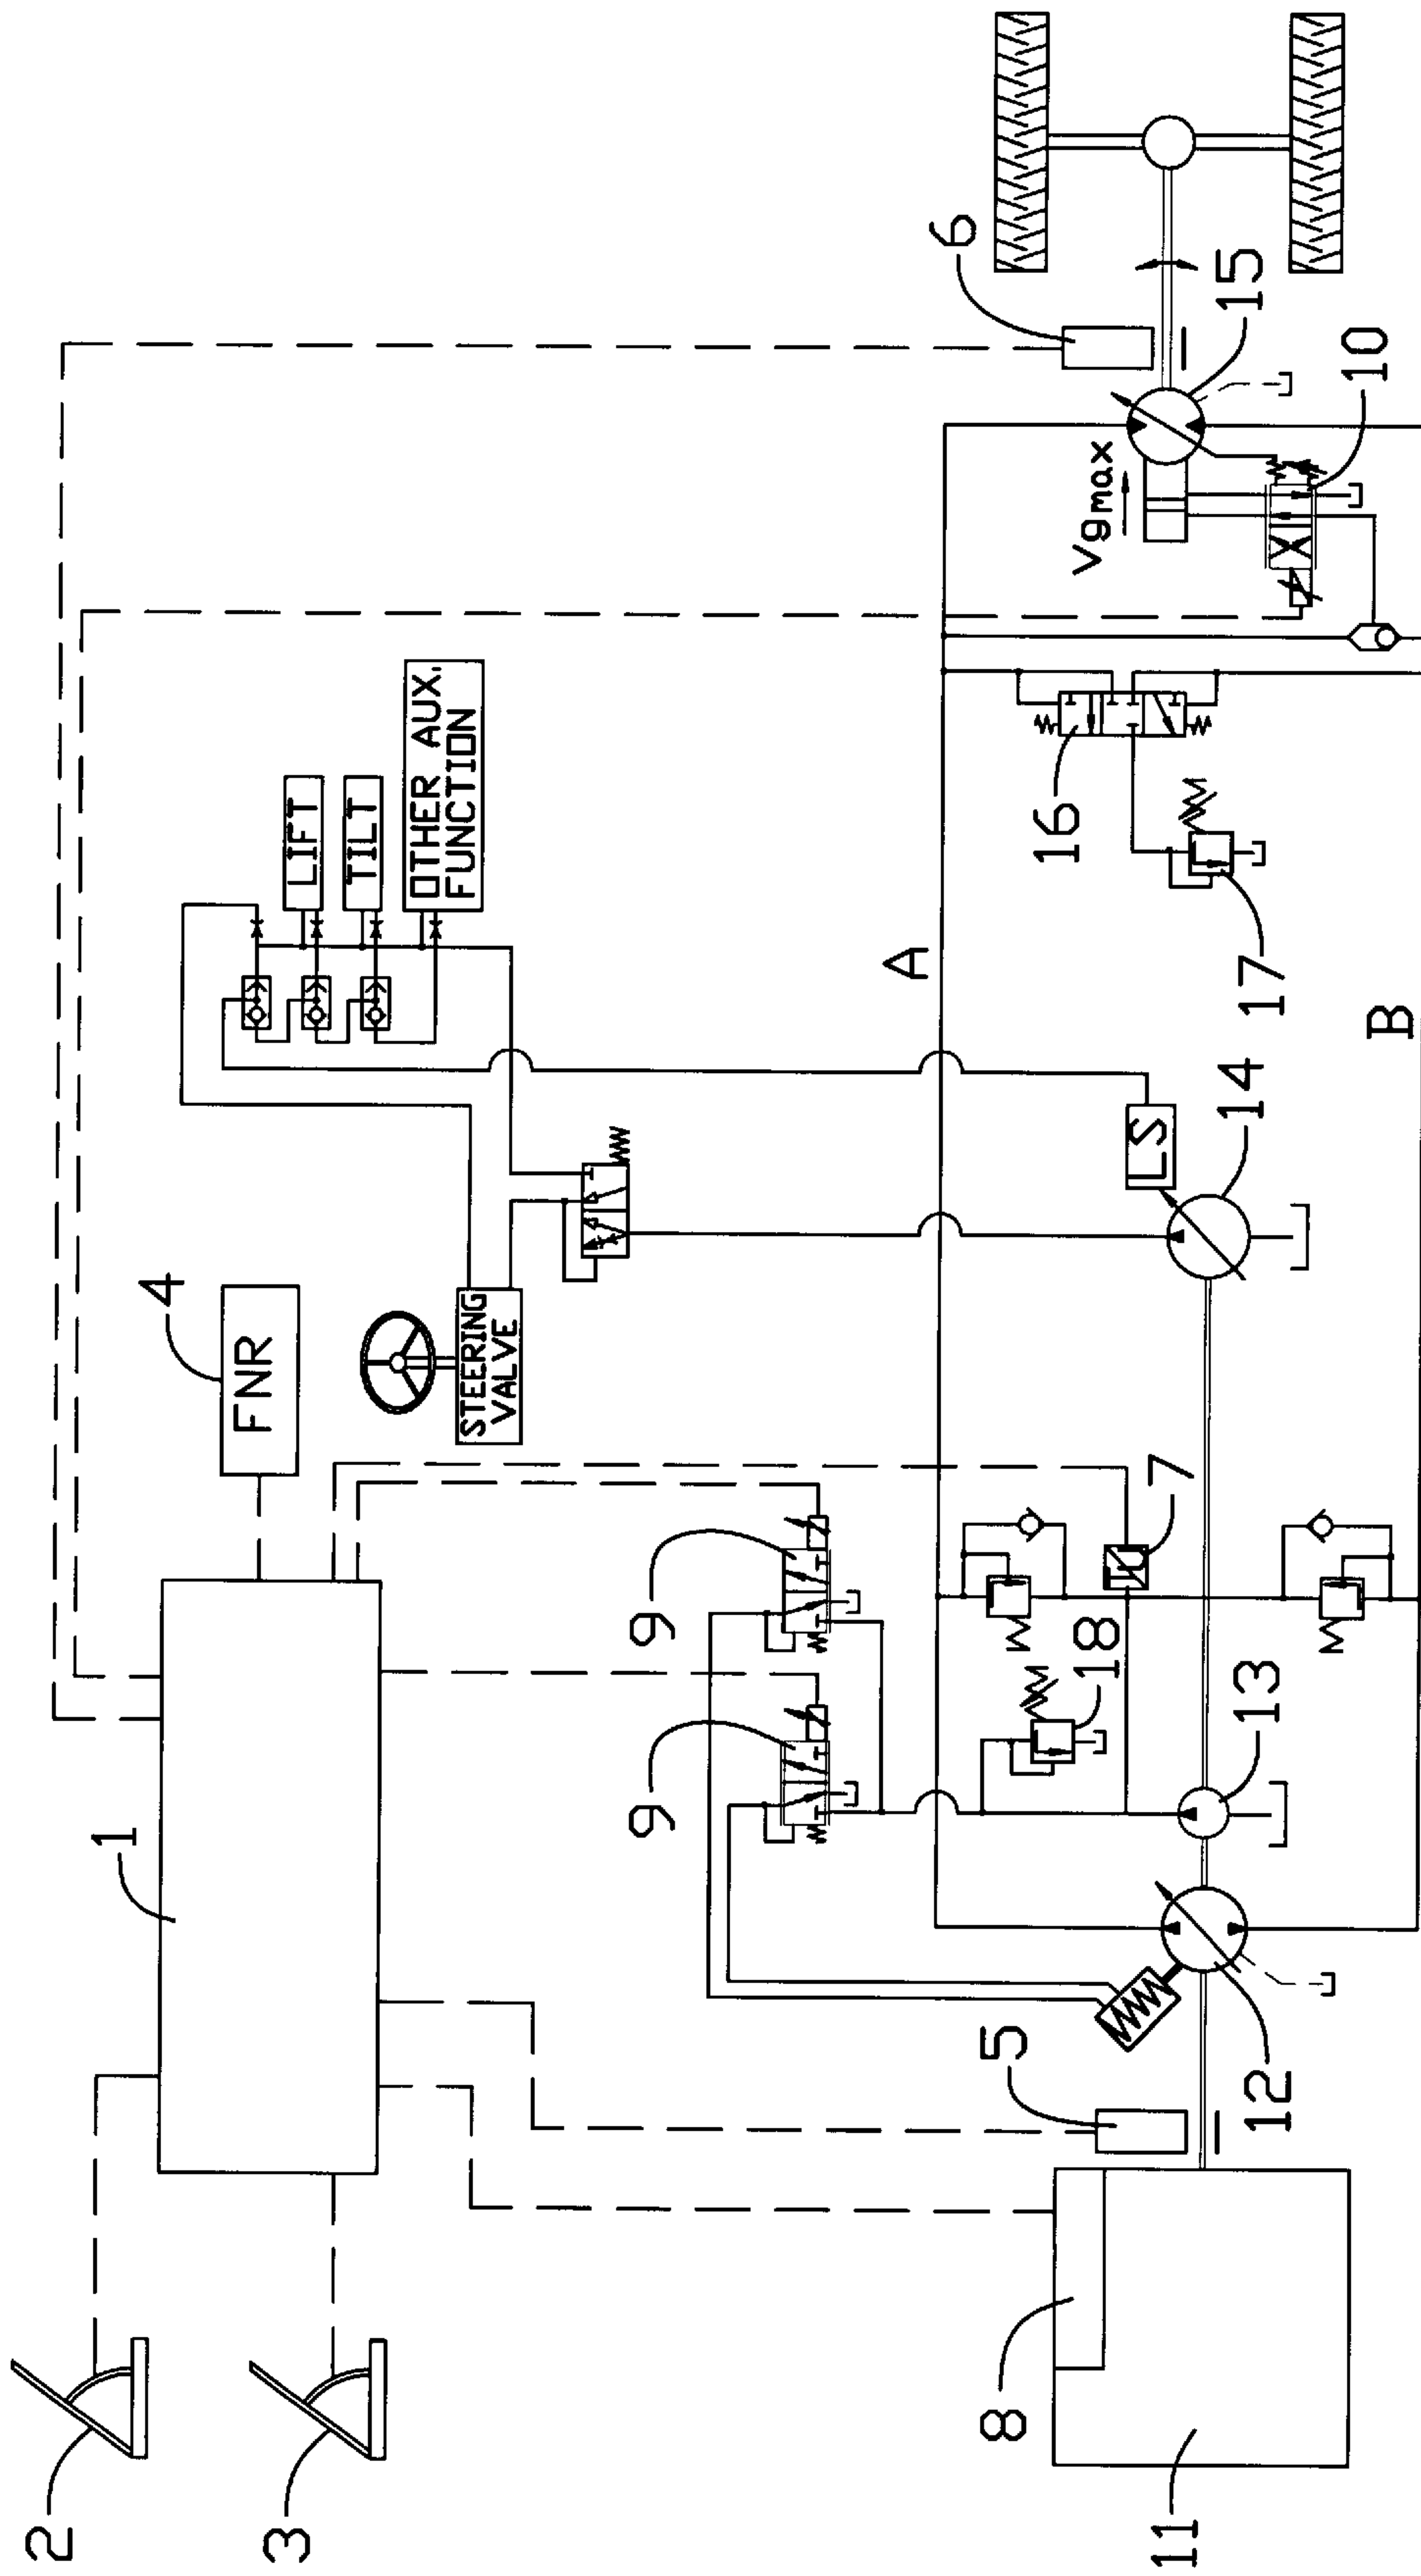 1
2
3
4
FNR
STEERING
VALVE
LIFT
TILT
OTHER AUX.
FUNCTION
9
9
A
B
5
6
7
8
10
11
12
13
14
LS
15
Vgmax
16
17
18